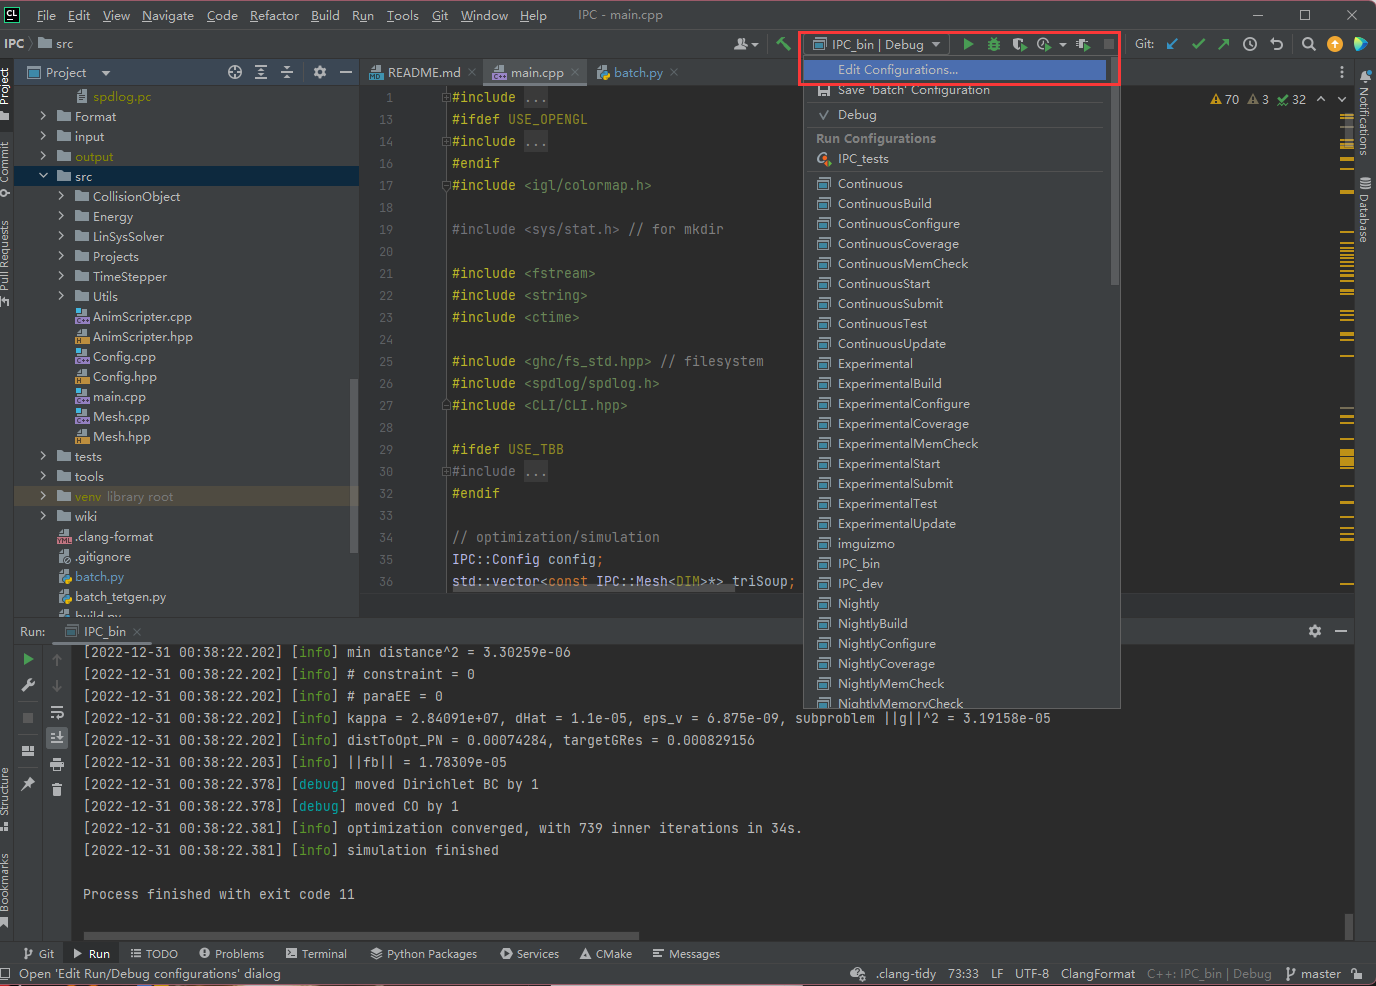 CL File Edit View Navigate Code Refactor Build Run Tools Git Window Help IPC - main.cpp
IPC src IPC_bin | Debug Git:
Project README.md main.cpp batch.py
Edit Configurations...
Save 'batch' Configuration
Debug
Run Configurations
IPC_tests
Continuous
ContinuousBuild
ContinuousConfigure
ContinuousCoverage
ContinuousMemCheck
ContinuousStart
ContinuousSubmit
ContinuousTest
ContinuousUpdate
Experimental
ExperimentalBuild
ExperimentalConfigure
ExperimentalCoverage
ExperimentalMemCheck
ExperimentalStart
ExperimentalSubmit
ExperimentalTest
ExperimentalUpdate
imguizmo
IPC_bin
IPC_dev
Nightly
NightlyBuild
NightlyConfigure
NightlyCoverage
NightlyMemCheck
NightlyMemoryCheck
70 3 32
Project
Commit
Pull Requests
Structure
Bookmarks
Notifications
Database
spdlog.pc
Format
input
output
src
CollisionObject
Energy
LinSysSolver
Projects
TimeStepper
Utils
AnimScripter.cpp
AnimScripter.hpp
Config.cpp
Config.hpp
main.cpp
Mesh.cpp
Mesh.hpp
tests
tools
venv library root
wiki
.clang-format
.gitignore
batch.py
batch_tetgen.py
build.py
1 #include ...
13 #ifdef USE_OPENGL
14 #include ...
16 #endif
17 #include <igl/colormap.h>
18
19 #include <sys/stat.h> // for mkdir
20
21 #include <fstream>
22 #include <string>
23 #include <ctime>
24
25 #include <ghc/fs_std.hpp> // filesystem
26 #include <spdlog/spdlog.h>
27 #include <CLI/CLI.hpp>
28
29 #ifdef USE_TBB
30 #include ...
32 #endif
33
34 // optimization/simulation
35 IPC::Config config;
36 std::vector<const IPC::Mesh<DIM>*> triSoup;
Run: IPC_bin
[2022-12-31 00:38:22.202] [info] min distance^2 = 3.30259e-06
[2022-12-31 00:38:22.202] [info] # constraint = 0
[2022-12-31 00:38:22.202] [info] # paraEE = 0
[2022-12-31 00:38:22.202] [info] kappa = 2.84091e+07, dHat = 1.1e-05, eps_v = 6.875e-09, subproblem ||g||^2 = 3.19158e-05
[2022-12-31 00:38:22.202] [info] distToOpt_PN = 0.00074284, targetGRes = 0.000829156
[2022-12-31 00:38:22.203] [info] ||fb|| = 1.78309e-05
[2022-12-31 00:38:22.378] [debug] moved Dirichlet BC by 1
[2022-12-31 00:38:22.378] [debug] moved CO by 1
[2022-12-31 00:38:22.381] [info] optimization converged, with 739 inner iterations in 34s.
[2022-12-31 00:38:22.381] [info] simulation finished
Process finished with exit code 11
Git Run TODO Problems Terminal Python Packages Services CMake Messages
Open 'Edit Run/Debug configurations' dialog .clang-tidy 73:33 LF UTF-8 ClangFormat C++: IPC_bin | Debug master